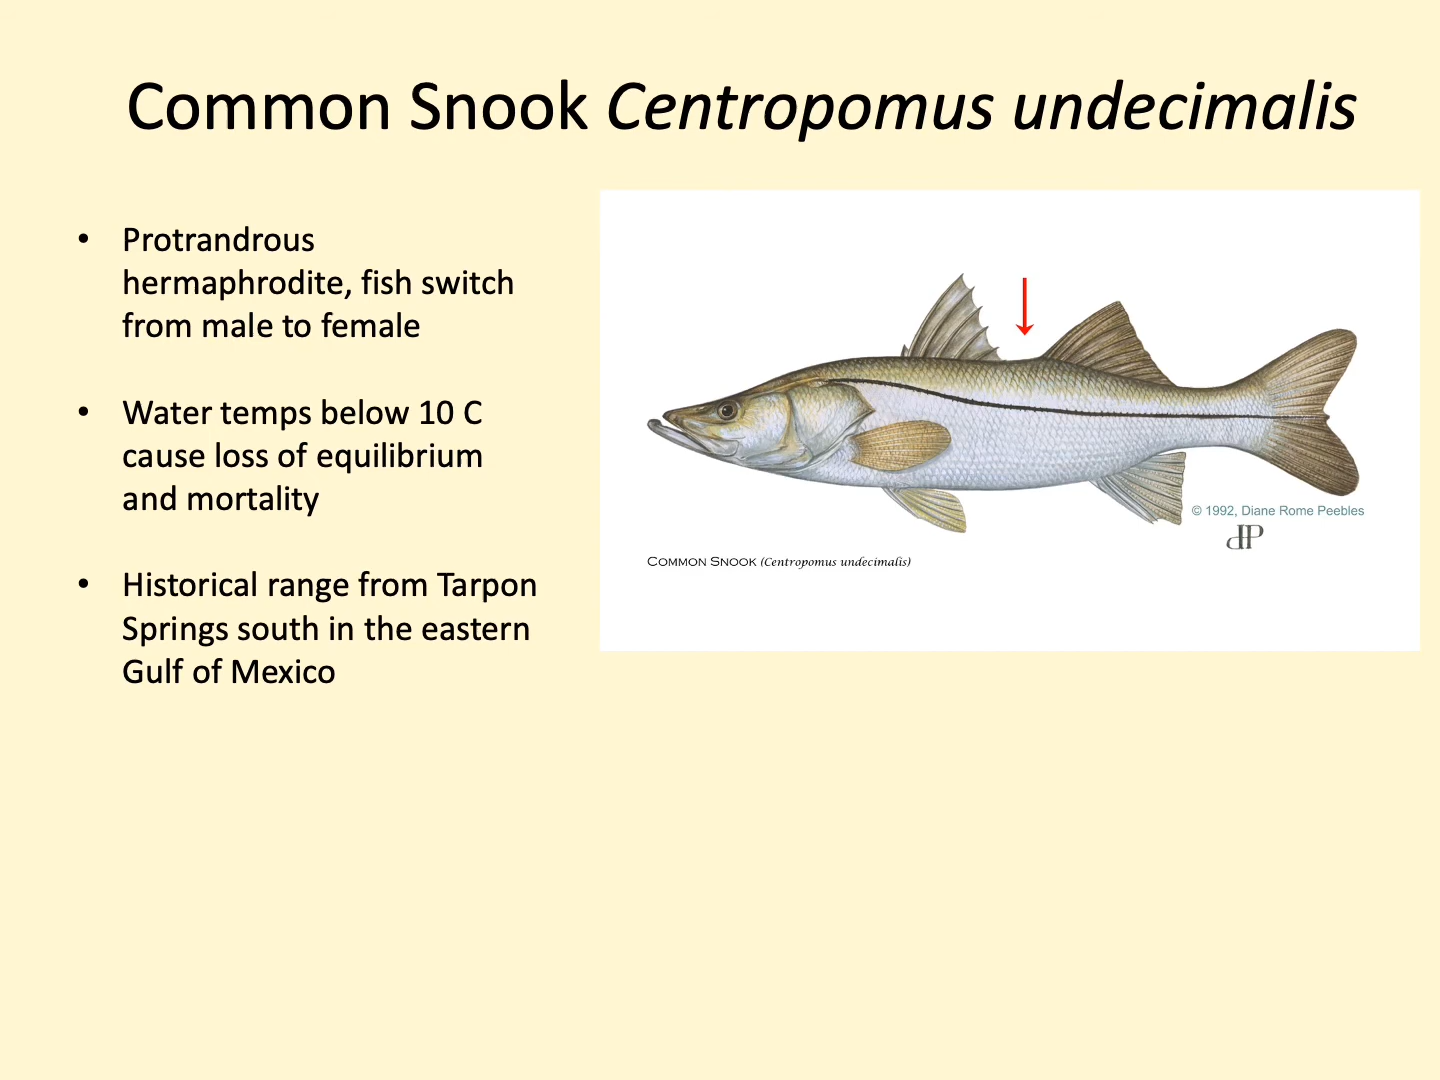 Common Snook Centropomus undecimalis
• Protrandrous
hermaphrodite, fish switch
from male to female
• Water temps below 10 C
cause loss of equilibrium
and mortality
• Historical range from Tarpon
Springs south in the eastern
Gulf of Mexico
© 1992, Diane Rome Peebles
COMMON SNOOK (Centropomus undecimalis)